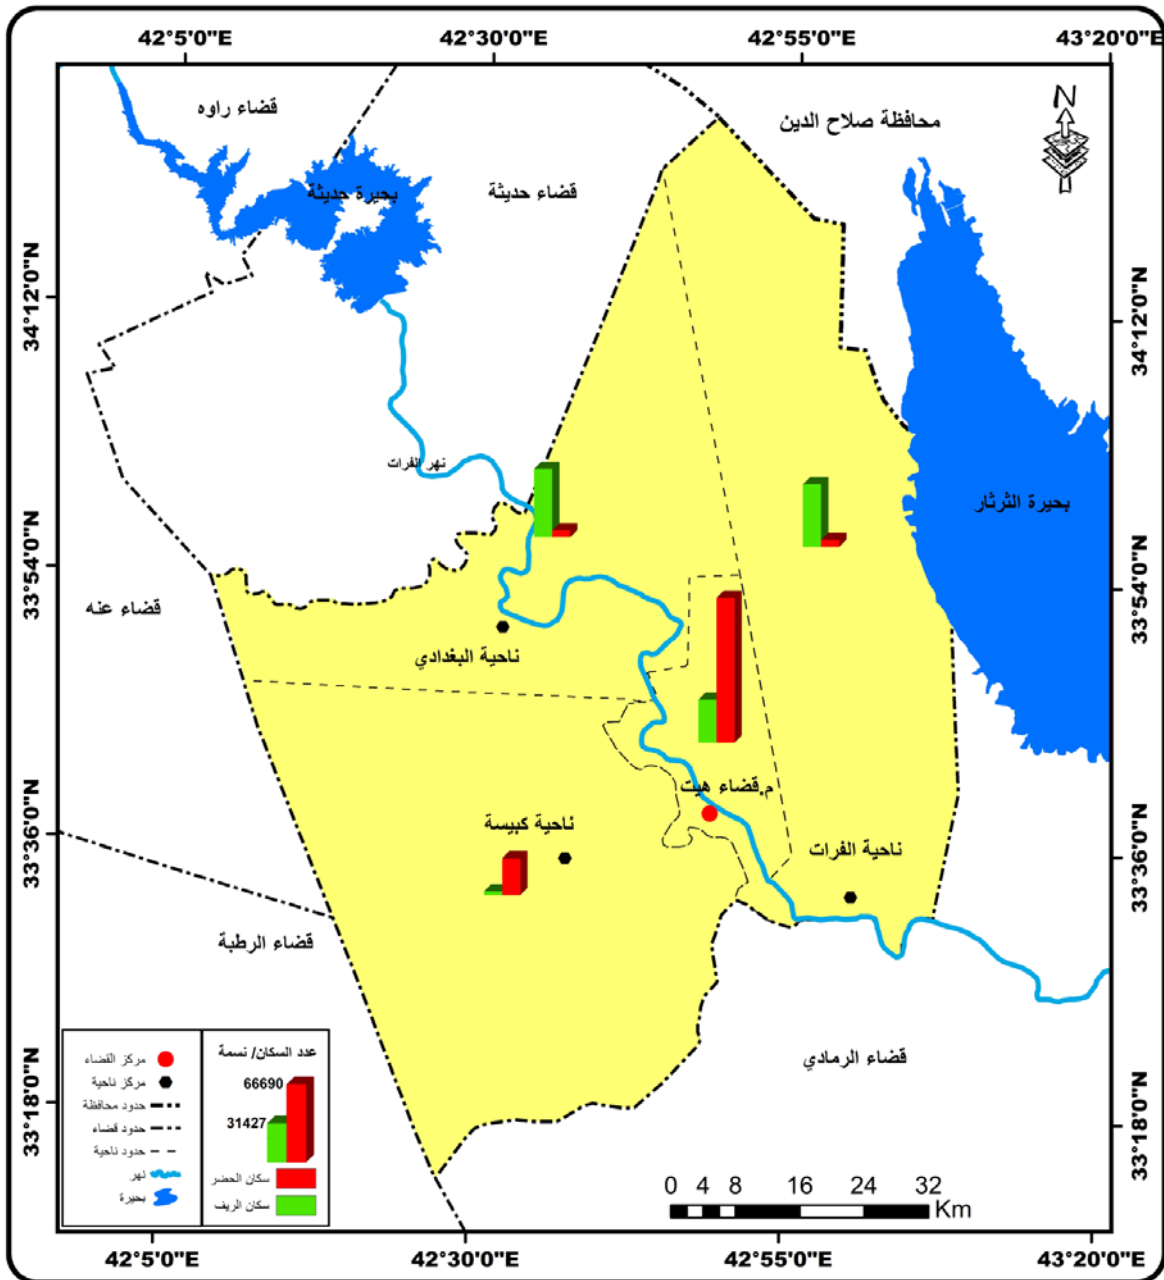 42°5'0"E
42°30'0"E
42°55'0"E
43°20'0"E
N
قضاء راوه
محافظة صلاح الدين
بحيرة حديثة
قضاء حديثة
34°12'0"N
34°12'0"N
نهر الفرات
بحيرة الثرثار
33°54'0"N
33°54'0"N
قضاء عنه
ناحية البغدادي
م.قضاء هيت
ناحية كبيسة
ناحية الفرات
33°36'0"N
33°36'0"N
قضاء الرطبة
قضاء الرمادي
عدد السكان/ نسمة
66690
31427
سكان الحضر
سكان الريف
مركز القضاء
مركز ناحية
حدود محافظة
حدود قضاء
حدود ناحية
نهر
بحيرة
33°18'0"N
33°18'0"N
0 4 8 16 24 32
Km
42°5'0"E
42°30'0"E
42°55'0"E
43°20'0"E